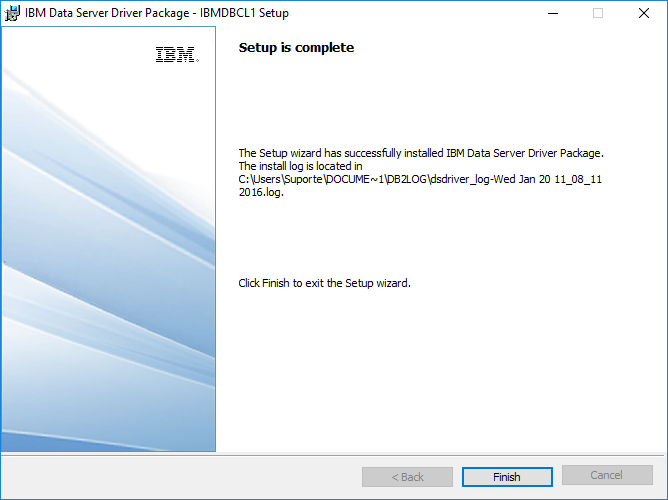 IBM Data Server Driver Package - IBMDBCL1 Setup
IBM®
Setup is complete
The Setup wizard has successfully installed IBM Data Server Driver Package.
The install log is located in
C:\Users\Suporte\DOCUME~1\DB2LOG\dsdriver_log-Wed Jan 20 11_08_11
2016.log.
Click Finish to exit the Setup wizard.
< Back
Finish
Cancel